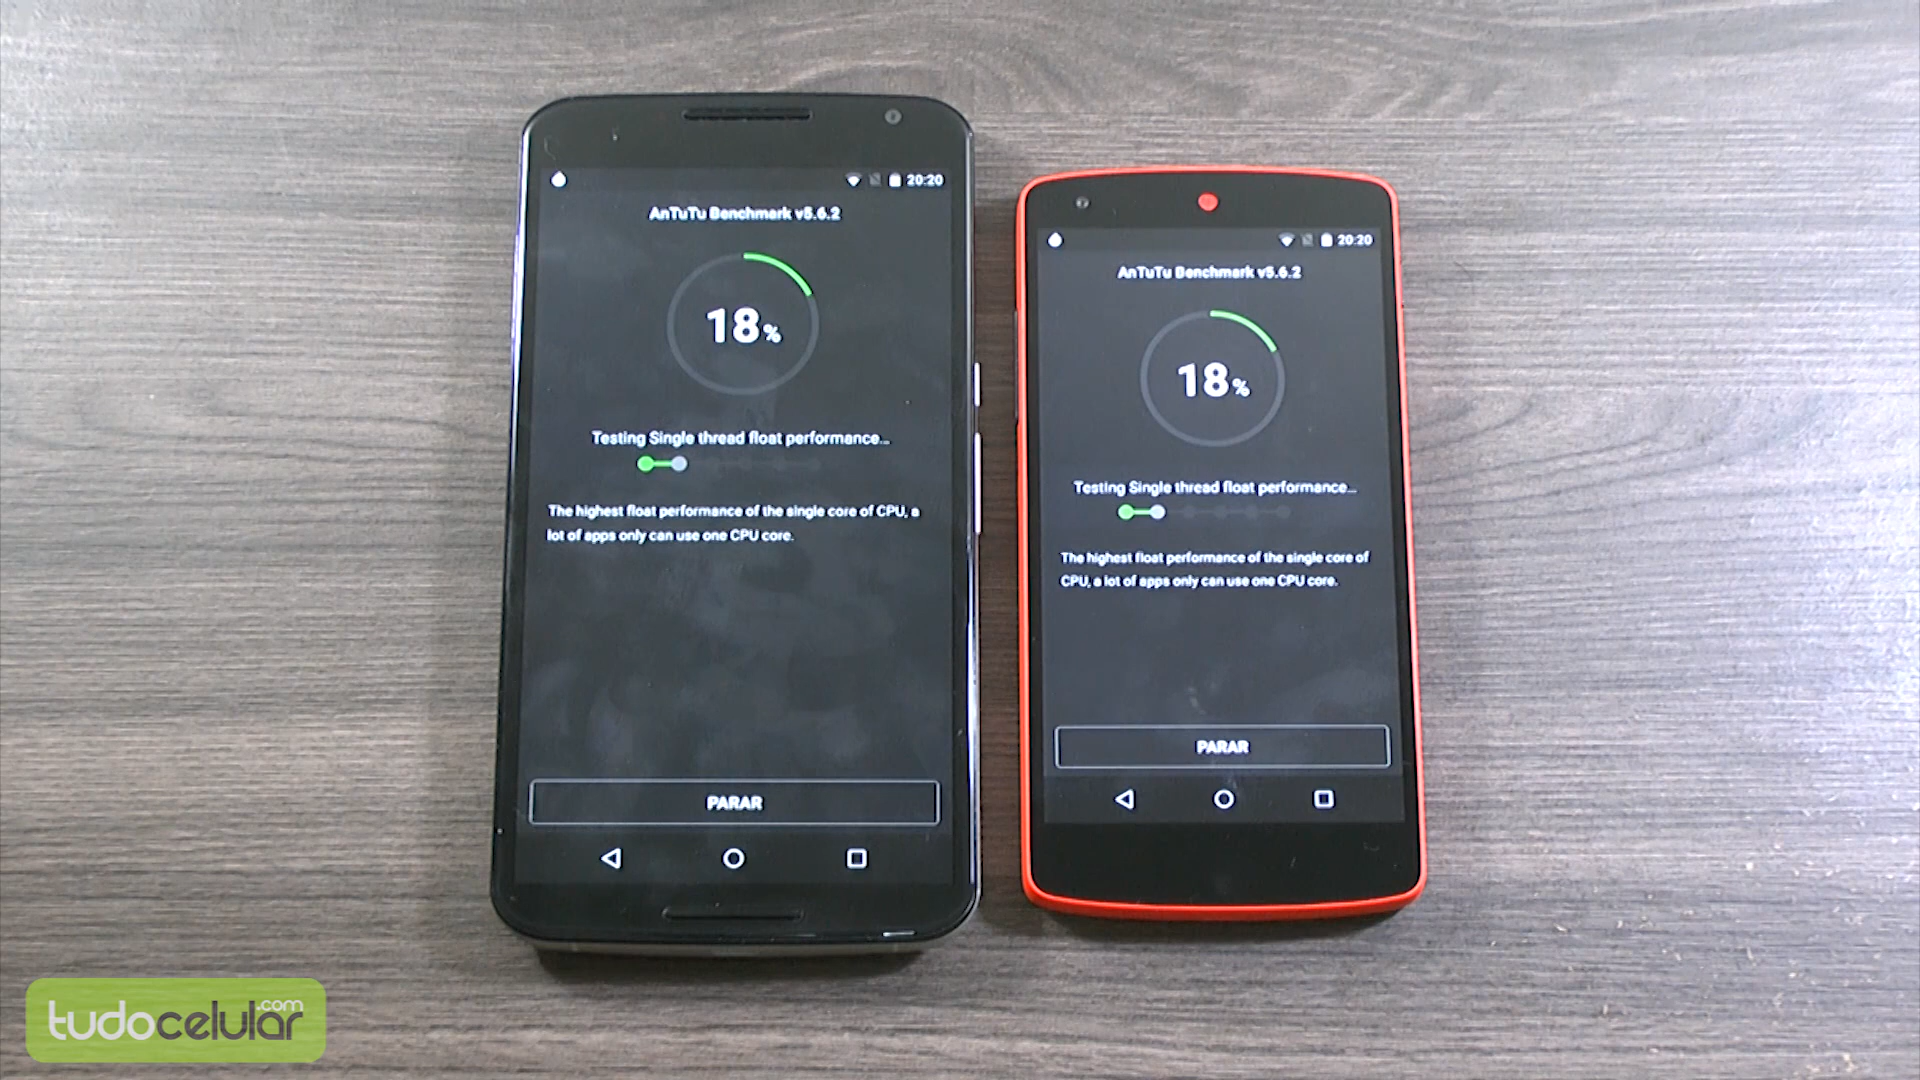 20:20
AnTuTu Benchmark v5.6.2
18%
Testing Single thread float performance...
The highest float performance of the single core of CPU, a
lot of apps only can use one CPU core.
PARAR
20:20
AnTuTu Benchmark v5.6.2
18%
Testing Single thread float performance...
The highest float performance of the single core of
CPU, a lot of apps only can use one CPU core.
PARAR
tudocelular.com